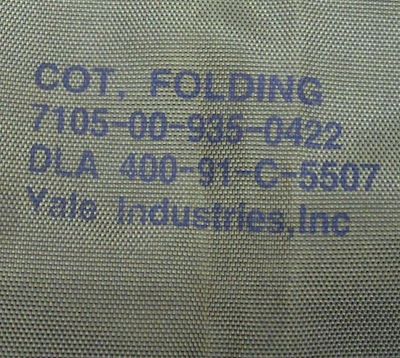 COT, FOLDING
7105-00-935-0422
DLA 400-91-C-5507
Yale Industries,Inc